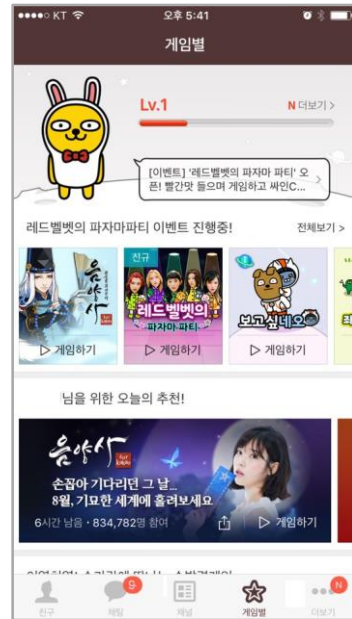 KT 오후 5:41
게임별
Lv.1
N 더보기 >
[이벤트] '레드벨벳의 파자마 파티' 오
픈! 빨간맛 들으며 게임하고 싸인C...
레드벨벳의 파자마파티 이벤트 진행중!
전체보기 >
음양사
for kakao
신규
레드벨벳의
파자마 파티
보고싶네오
게임하기
게임하기
게임하기
님을 위한 오늘의 추천!
음양사
for kakao
손꼽아 기다리던 그 날...
8월, 기묘한 세계에 홀려보세요
6시간 남음 · 834,782명 참여
게임하기
9
N
친구
채팅
채널
게임별
더보기